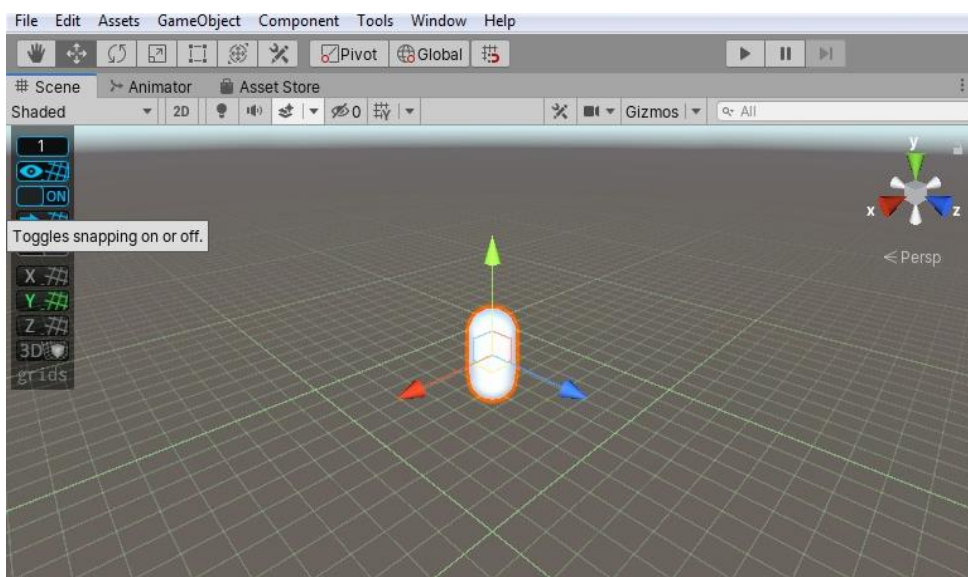 File Edit Assets GameObject Component Tools Window Help
Pivot Global
Scene Animator Asset Store
Shaded 2D 0 Gizmos All
1
ON
Toggles snapping on or off.
X
Y
Z
3D
grids
y
x z
Persp